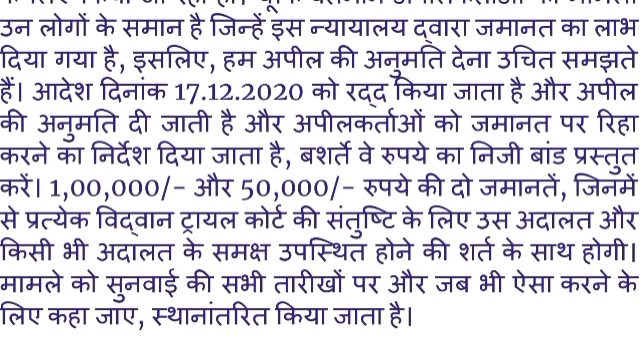 उन लोगों के समान है जिन्हें इस न्यायालय द्वारा जमानत का लाभ
दिया गया है, इसलिए, हम अपील की अनुमति देना उचित समझते
हैं। आदेश दिनांक 17.12.2020 को रद्द किया जाता है और अपील
की अनुमति दी जाती है और अपीलकर्ताओं को जमानत पर रिहा
करने का निर्देश दिया जाता है, बशर्ते वे रुपये का निजी बांड प्रस्तुत
करें। 1,00,000/- और 50,000/- रुपये की दो जमानतें, जिनमें
से प्रत्येक विद्वान ट्रायल कोर्ट की संतुष्टि के लिए उस अदालत और
किसी भी अदालत के समक्ष उपस्थित होने की शर्त के साथ होगी।
मामले को सुनवाई की सभी तारीखों पर और जब भी ऐसा करने के
लिए कहा जाए, स्थानांतरित किया जाता है।